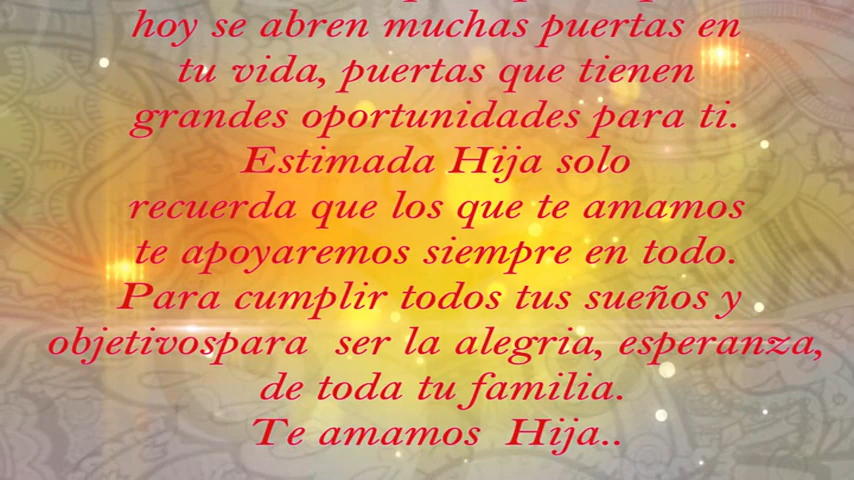 hoy se abren muchas puertas en
tu vida, puertas que tienen
grandes oportunidades para ti.
Estimada Hija solo
recuerda que los que te amamos
te apoyaremos siempre en todo.
Para cumplir todos tus sueños y
objetivospara  ser la alegria, esperanza,
de toda tu familia.
Te amamos  Hija..